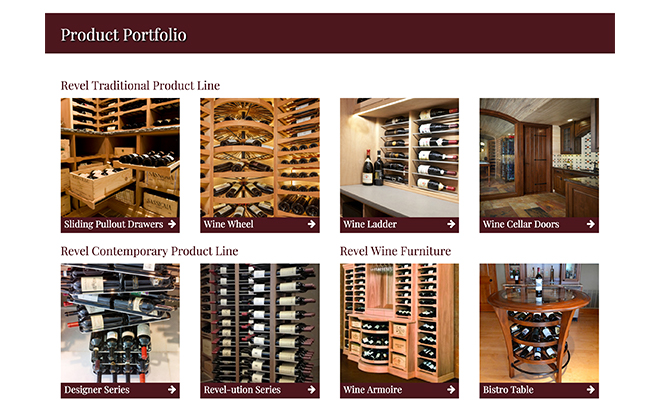 Product Portfolio
Revel Traditional Product Line
Sliding Pullout Drawers
Wine Wheel
Wine Ladder
Wine Cellar Doors
Revel Contemporary Product Line
Revel Wine Furniture
Designer Series
Revel-ution Series
Wine Armoire
Bistro Table